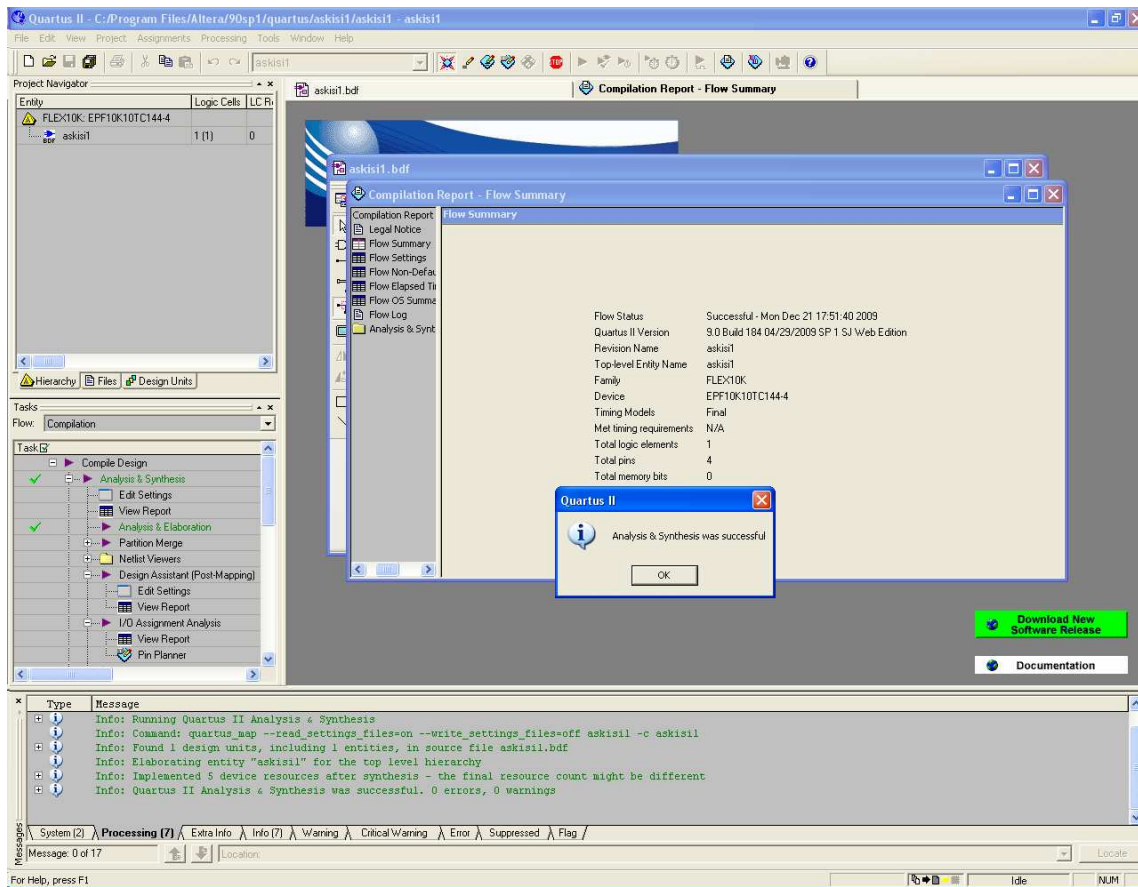 Quartus II - C:/Program Files/Altera/90sp1/quartus/askisi1/askisi1 - askisi1
File Edit View Project Assignments Processing Tools Window Help
askisi1
Project Navigator
Entity Logic Cells LC R
FLEX10K: EPF10K10TC144-4
askisi1 1 (1) 0
Hierarchy Files Design Units
Tasks
Flow: Compilation
Task
Compile Design
Analysis & Synthesis
Edit Settings
View Report
Analysis & Elaboration
Partition Merge
Netlist Viewers
Design Assistant (Post-Mapping)
Edit Settings
View Report
I/O Assignment Analysis
View Report
Pin Planner
askisi1.bdf
Compilation Report - Flow Summary
askisi1.bdf
Compilation Report - Flow Summary
Compilation Report
Legal Notice
Flow Summary
Flow Settings
Flow Non-Defau
Flow Elapsed Ti
Flow OS Summa
Flow Log
Analysis & Synt
Flow Summary
Flow Status Successful - Mon Dec 21 17:51:40 2009
Quartus II Version 9.0 Build 184 04/29/2009 SP 1 SJ Web Edition
Revision Name askisi1
Top-level Entity Name askisi1
Family FLEX10K
Device EPF10K10TC144-4
Timing Models Final
Met timing requirements N/A
Total logic elements 1
Total pins 4
Total memory bits 0
Quartus II
Analysis & Synthesis was successful
OK
Download New
Software Release
Documentation
Type Message
Info: Running Quartus II Analysis & Synthesis
Info: Command: quartus_map --read_settings_files=on --write_settings_files=off askisi1 -c askisi1
Info: Found 1 design units, including 1 entities, in source file askisi1.bdf
Info: Elaborating entity "askisi1" for the top level hierarchy
Info: Implemented 5 device resources after synthesis - the final resource count might be different
Info: Quartus II Analysis & Synthesis was successful. 0 errors, 0 warnings
System (2) Processing (7) Extra Info Info (7) Warning Critical Warning Error Suppressed Flag
Messages
Message: 0 of 17 Location: Locate
For Help, press F1 Idle NUM